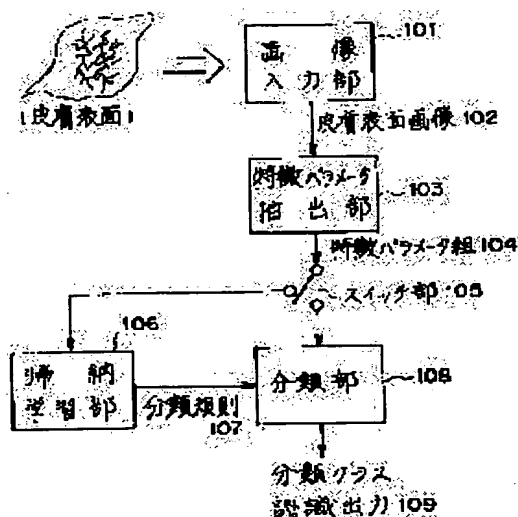 皮膚表面
画像
入力部
101
皮膚表面画像 102
特徴パラメータ
抽出部
103
特徴パラメータ組 104
スイッチ部 105
106
帰納
学習部
分類規則
107
分類部
108
分類クラス
認識出力 109